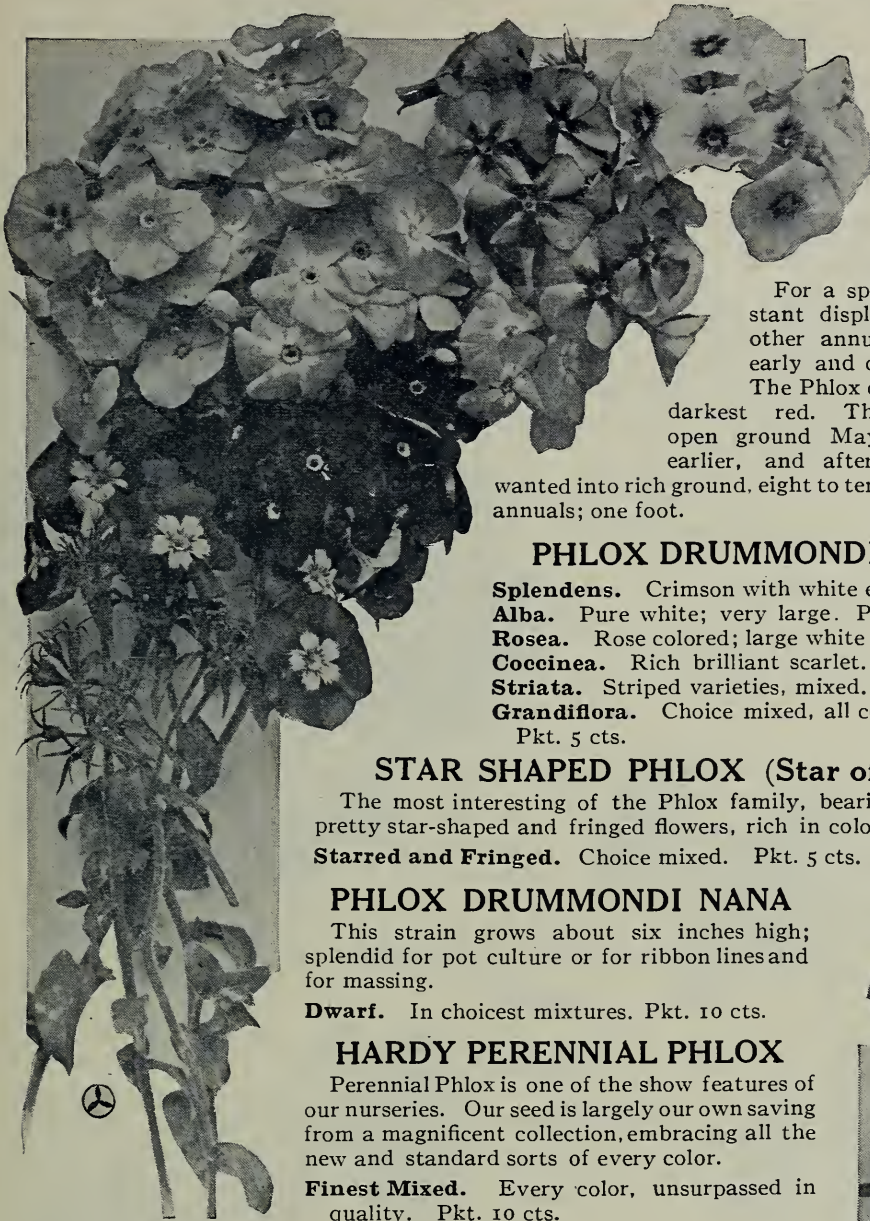 For a sp
stant displ
other annu
early and c
The Phlox
darkest red. Th
open ground May
earlier, and after
wanted into rich ground, eight to ten
annuals; one foot.
PHLOX DRUMMONDI
Splendens. Crimson with white e
Alba. Pure white; very large. P
Rosea. Rose colored; large white
Coccinea. Rich brilliant scarlet.
Striata. Striped varieties, mixed.
Grandiflora. Choice mixed, all c
Pkt. 5 cts.
STAR SHAPED PHLOX (Star o
The most interesting of the Phlox family, beari
pretty star-shaped and fringed flowers, rich in colo
Starred and Fringed. Choice mixed. Pkt. 5 cts.
PHLOX DRUMMONDI NANA
This strain grows about six inches high;
splendid for pot culture or for ribbon lines and
for massing.
Dwarf. In choicest mixtures. Pkt. 10 cts.
HARDY PERENNIAL PHLOX
Perennial Phlox is one of the show features of
our nurseries. Our seed is largely our own saving
from a magnificent collection, embracing all the
new and standard sorts of every color.
Finest Mixed. Every color, unsurpassed in
quality. Pkt. 10 cts.